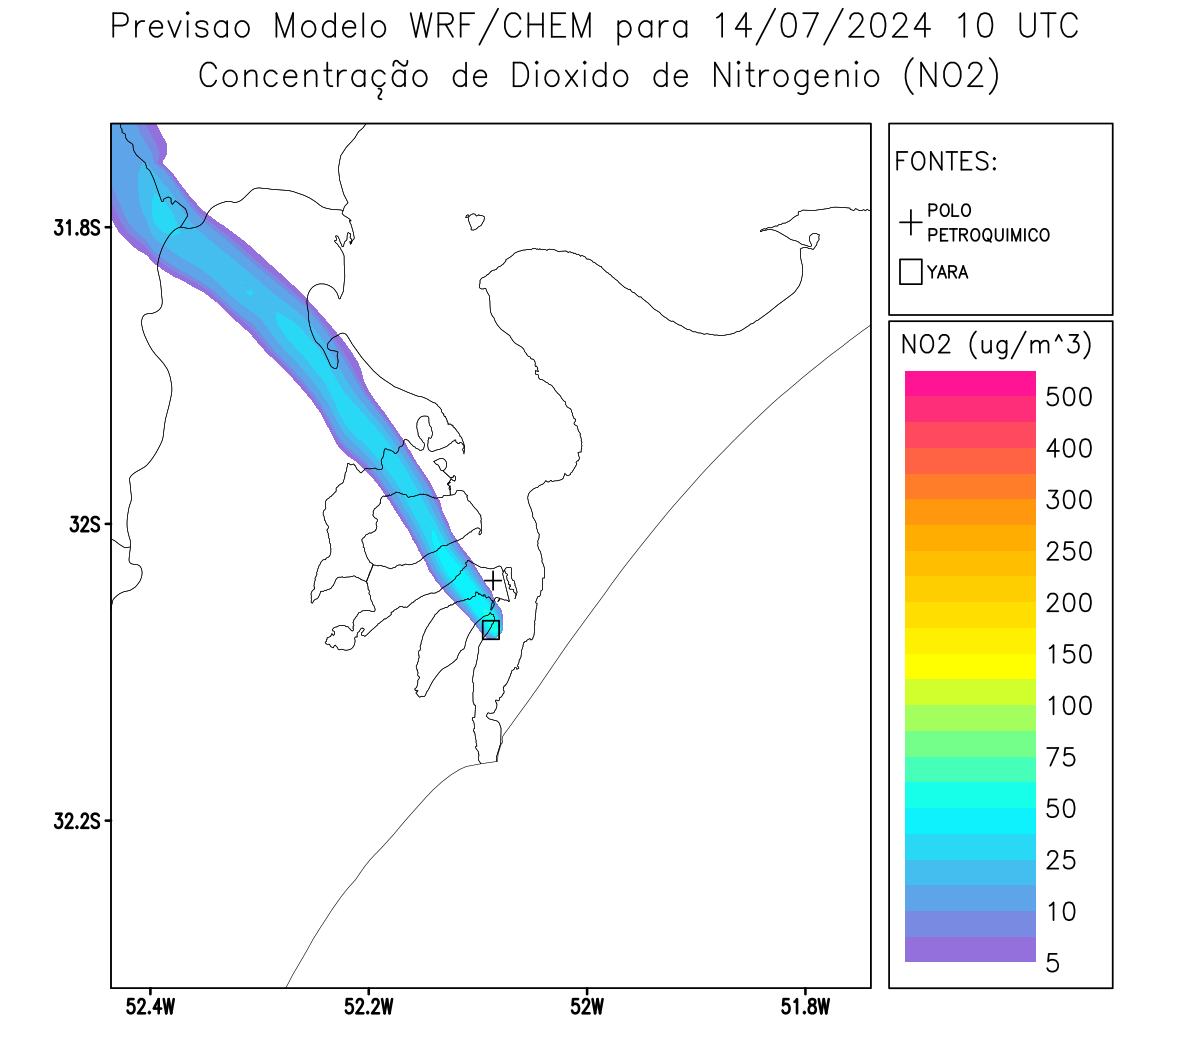 Previsao Modelo WRF/CHEM para 14/07/2024 10 UTC
Concentração de Dioxido de Nitrogenio (NO2)
FONTES:
POLO
PETROQUIMICO
YARA
NO2 (ug/m^3)
500
400
300
250
200
150
100
75
50
25
10
5
31.8S
32S
32.2S
52.4W
52.2W
52W
51.8W